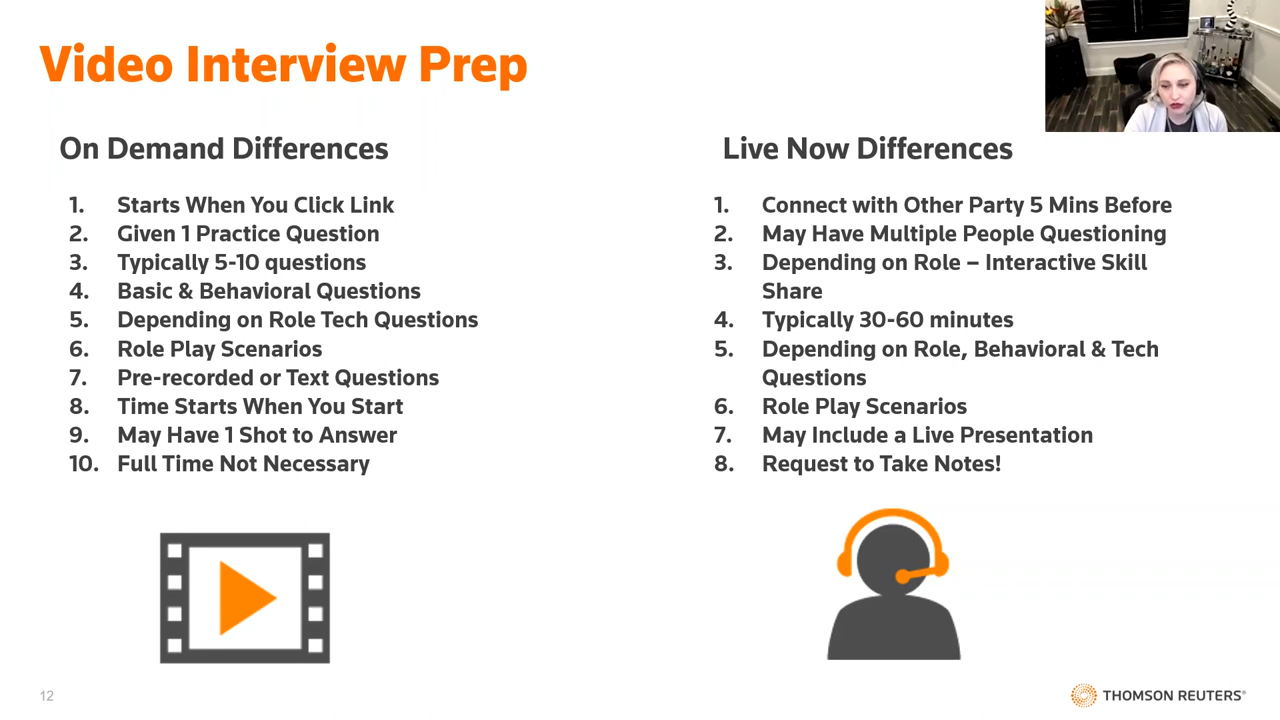 Video Interview Prep
On Demand Differences
1. Starts When You Click Link
2. Given 1 Practice Question
3. Typically 5-10 questions
4. Basic & Behavioral Questions
5. Depending on Role Tech Questions
6. Role Play Scenarios
7. Pre-recorded or Text Questions
8. Time Starts When You Start
9. May Have 1 Shot to Answer
10. Full Time Not Necessary
Live Now Differences
1. Connect with Other Party 5 Mins Before
2. May Have Multiple People Questioning
3. Depending on Role – Interactive Skill
Share
4. Typically 30-60 minutes
5. Depending on Role, Behavioral & Tech
Questions
6. Role Play Scenarios
7. May Include a Live Presentation
8. Request to Take Notes!
12
THOMSON REUTERS®